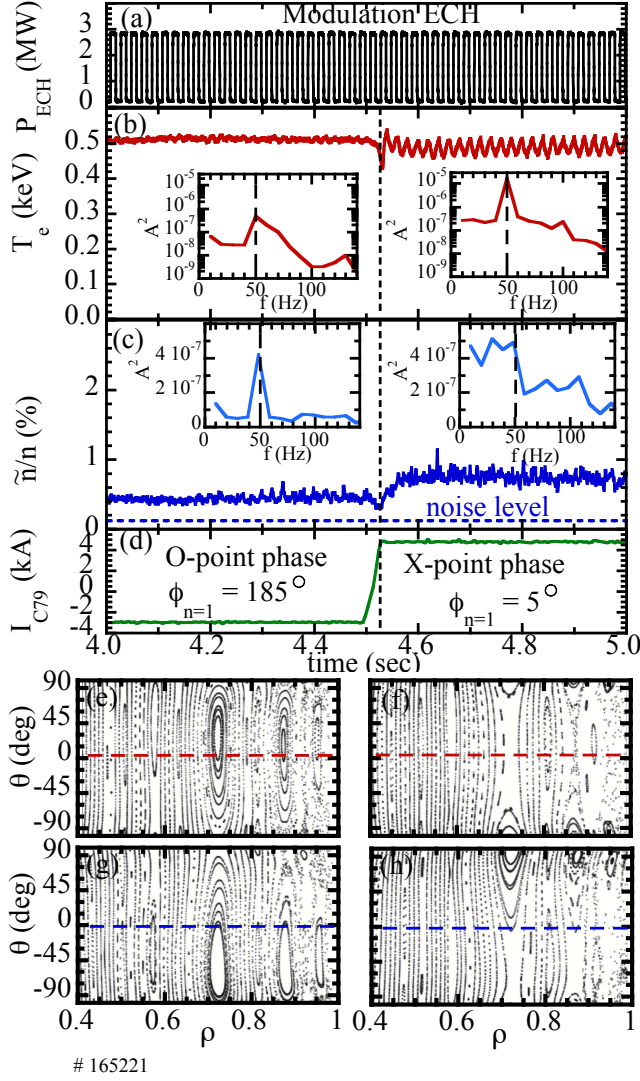 (a) Modulation ECH
P_ECH (MW)
3
2
1
0
(b)
T_e (keV)
0.5
0.4
0.3
0.2
0.1
0.0
A^2
10^-5
10^-6
10^-7
10^-8
10^-9
0 100
f (Hz)
A^2
10^-5
10^-6
10^-7
10^-8
10^-9
0 100
f (Hz)
(c)
ñ/n (%)
2
1
0
A^2
4 10^-7
2 10^-7
0 50 100
f (Hz)
A^2
4 10^-7
2 10^-7
0 50 100
f (Hz)
noise level
(d)
I_C79 (kA)
4
2
0
-2
-4
O-point phase
ϕ_n=1 = 185°
X-point phase
ϕ_n=1 = 5°
4.0 4.2 4.4 4.6 4.8 5.0
time (sec)
(e)
θ (deg)
90
45
0
-45
-90
(f)
(g)
θ (deg)
90
45
0
-45
-90
(h)
0.4 0.6 0.8 1
ρ
0.4 0.6 0.8 1
ρ
# 165221